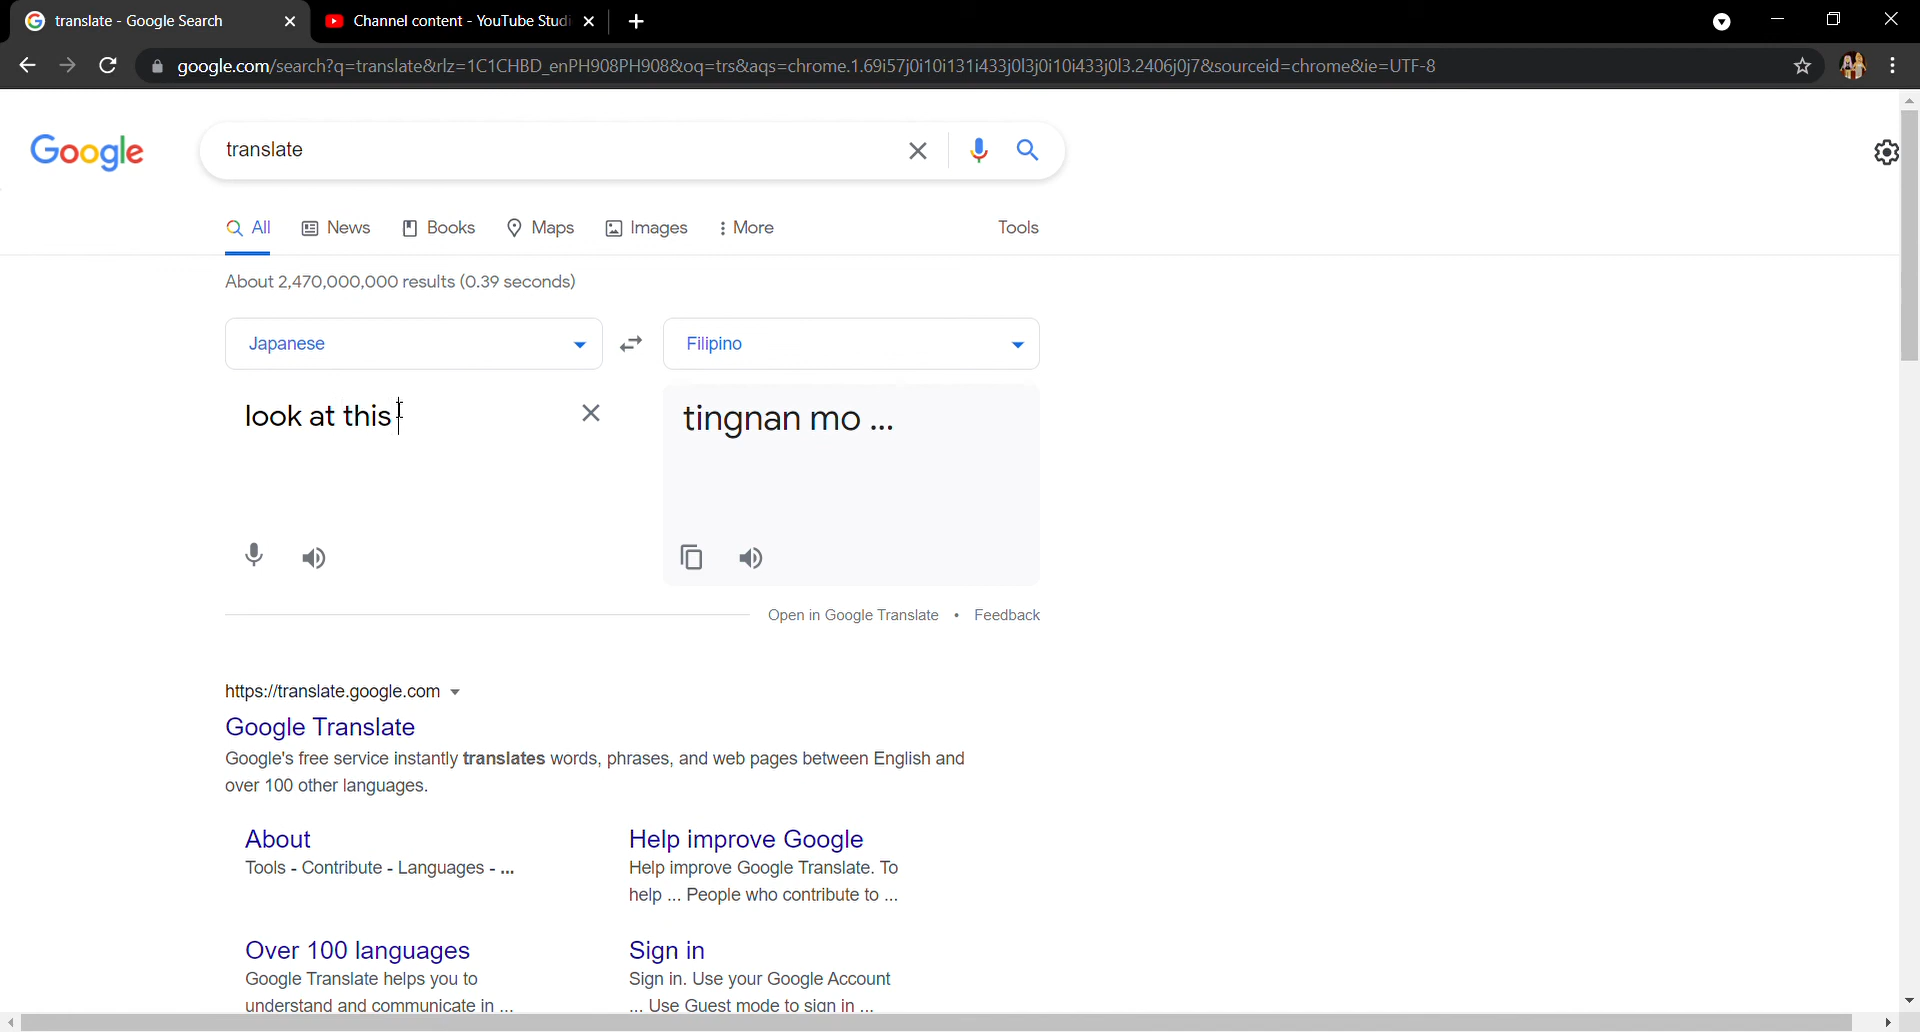 translate - Google Search
Channel content - YouTube Studi
google.com/search?q=translate&rlz=1C1CHBD_enPH908PH908&oq=trs&aqs=chrome.1.69i57j0i10i131i433j0l3j0i10i433j0l3.2406j0j7&sourceid=chrome&ie=UTF-8
Google
translate
All
News
Books
Maps
Images
More
Tools
About 2,470,000,000 results (0.39 seconds)
Japanese
Filipino
look at this
tingnan mo ...
Open in Google Translate • Feedback
https://translate.google.com
Google Translate
Google's free service instantly translates words, phrases, and web pages between English and
over 100 other languages.
About
Tools - Contribute - Languages - ...
Help improve Google
Help improve Google Translate. To
help ... People who contribute to ...
Over 100 languages
Google Translate helps you to
understand and communicate in ...
Sign in
Sign in. Use your Google Account
... Use Guest mode to sign in ...